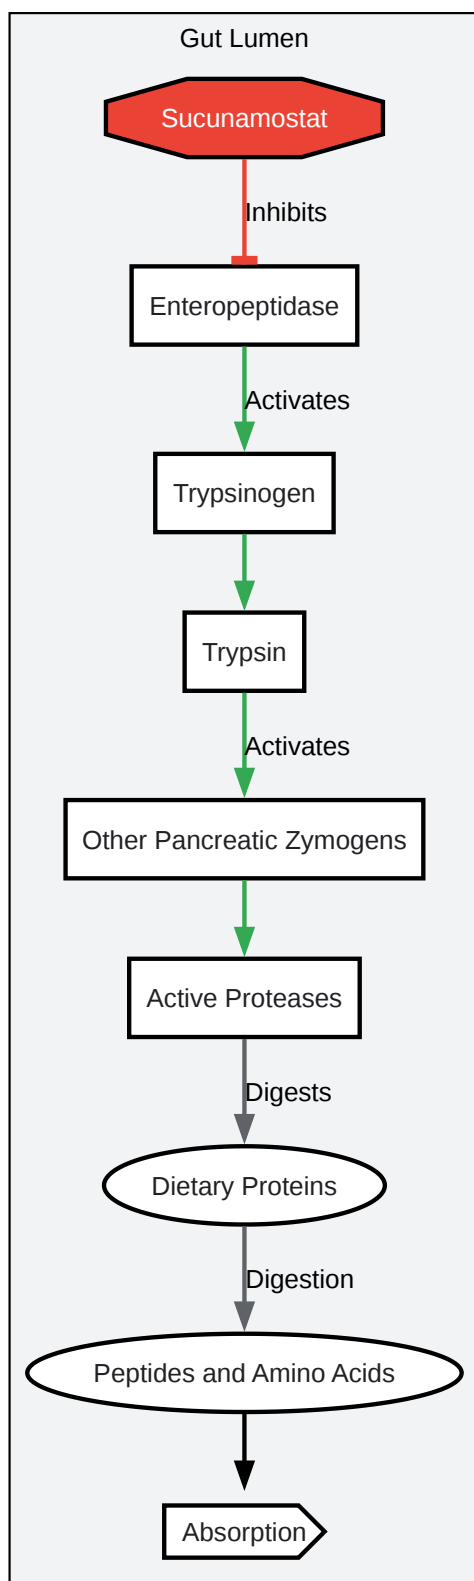 Gut Lumen
Sucunamostat
Inhibits
Enteropeptidase
Activates
Trypsinogen
Trypsin
Activates
Other Pancreatic Zymogens
Active Proteases
Digests
Dietary Proteins
Digestion
Peptides and Amino Acids
Absorption